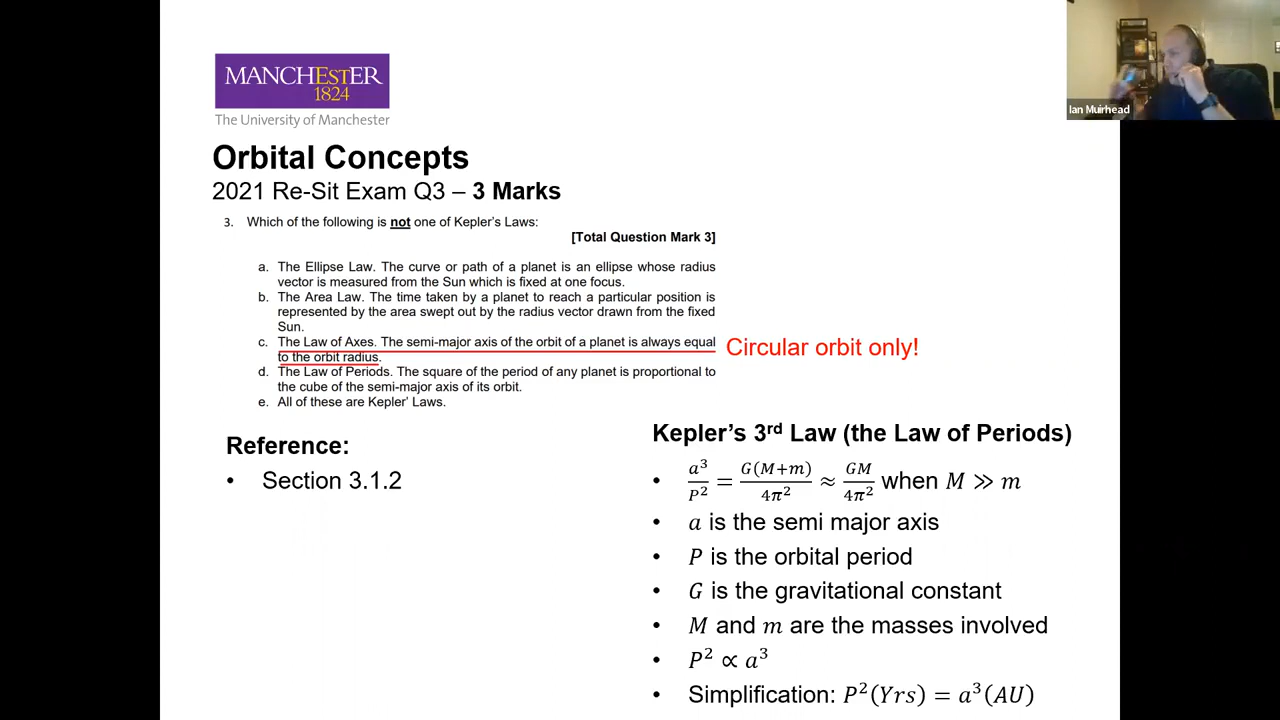 MANCHESTER
1824
The University of Manchester
Ian Muirhead
Orbital Concepts
2021 Re-Sit Exam Q3 – 3 Marks
3. Which of the following is not one of Kepler's Laws:
[Total Question Mark 3]
a. The Ellipse Law. The curve or path of a planet is an ellipse whose radius
vector is measured from the Sun which is fixed at one focus.
b. The Area Law. The time taken by a planet to reach a particular position is
represented by the area swept out by the radius vector drawn from the fixed
Sun.
c. The Law of Axes. The semi-major axis of the orbit of a planet is always equal
to the orbit radius.
Circular orbit only!
d. The Law of Periods. The square of the period of any planet is proportional to
the cube of the semi-major axis of its orbit.
e. All of these are Kepler' Laws.
Reference:
• Section 3.1.2
Kepler's 3rd Law (the Law of Periods)
• a³/P² = G(M+m)/4π² ≈ GM/4π² when M ≫ m
• a is the semi major axis
• P is the orbital period
• G is the gravitational constant
• M and m are the masses involved
• P² ∝ a³
• Simplification: P²(Yrs) = a³(AU)